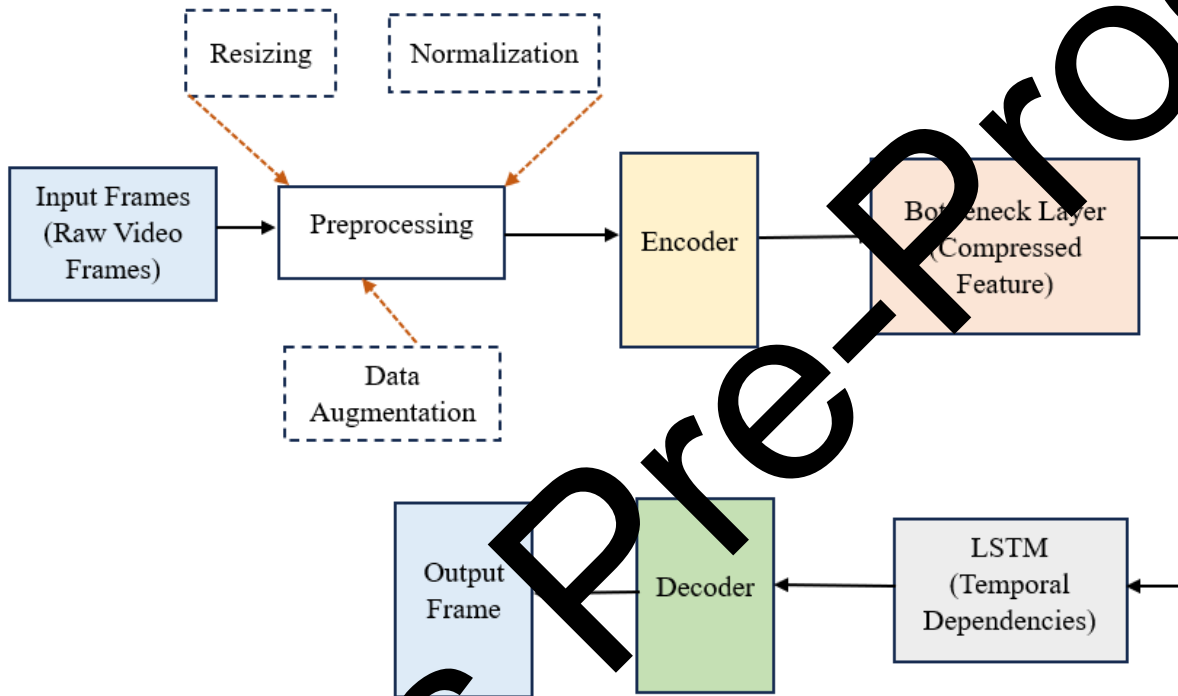 Resizing
Normalization
Input Frames
(Raw Video
Frames)
Preprocessing
Data
Augmentation
Encoder
Bottleneck Layer
(Compressed
Feature)
LSTM
(Temporal
Dependencies)
Decoder
Output
Frame
Pre-Pro
s